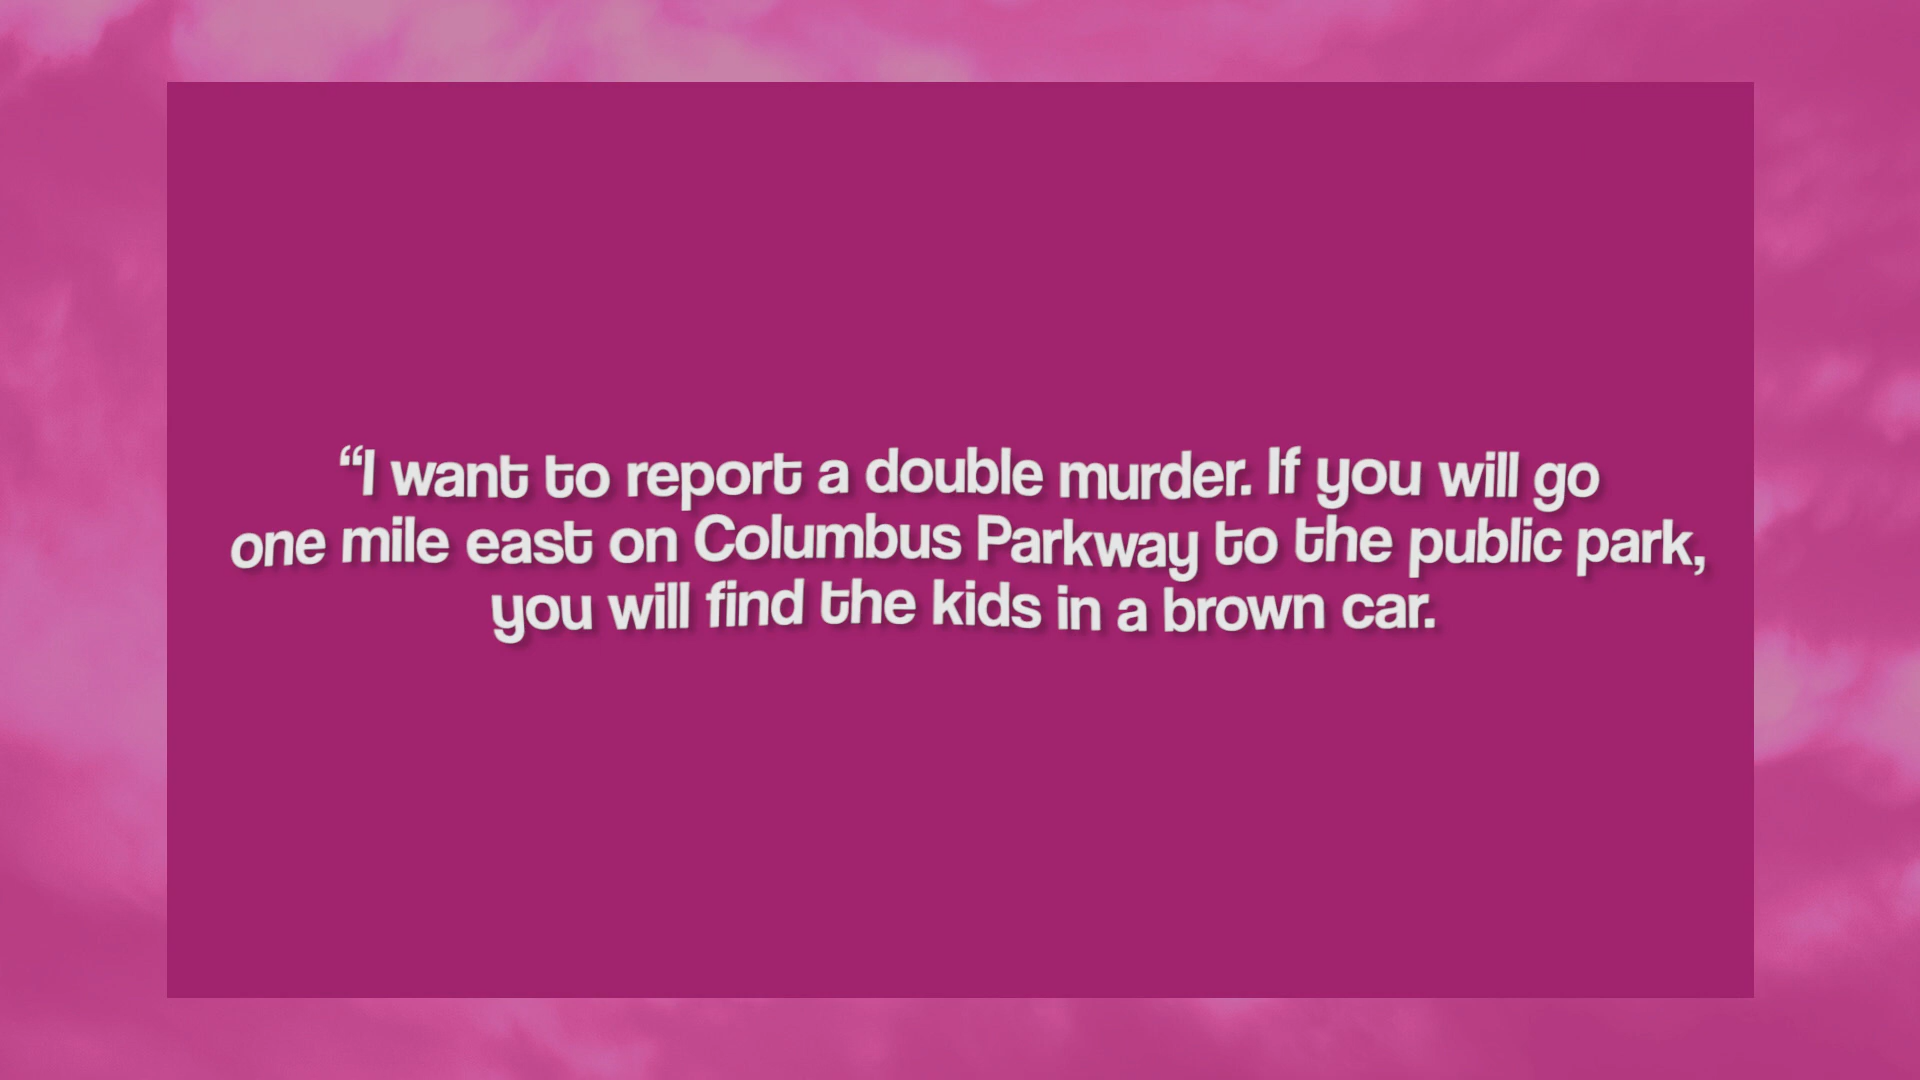 “I want to report a double murder. If you will go
one mile east on Columbus Parkway to the public park,
you will find the kids in a brown car.